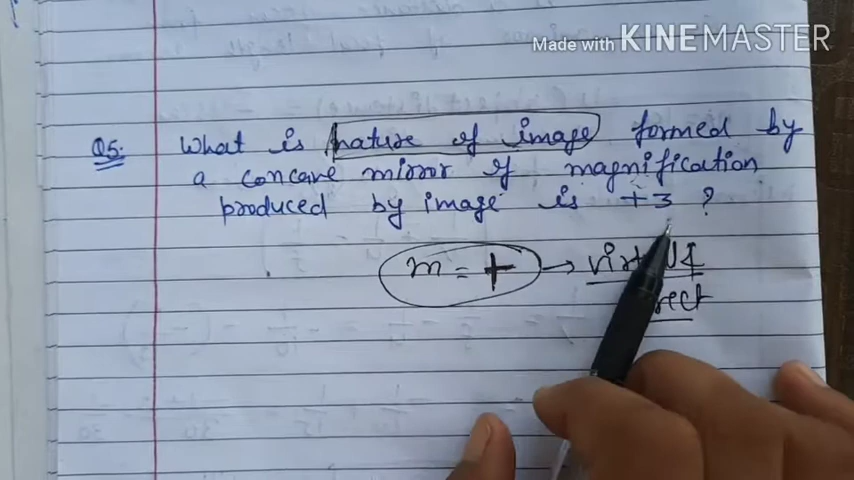 Made with KINEMASTER
Q5. What is nature of image formed by
a concave mirror if magnification
produced by image is +3 ?
m = + →